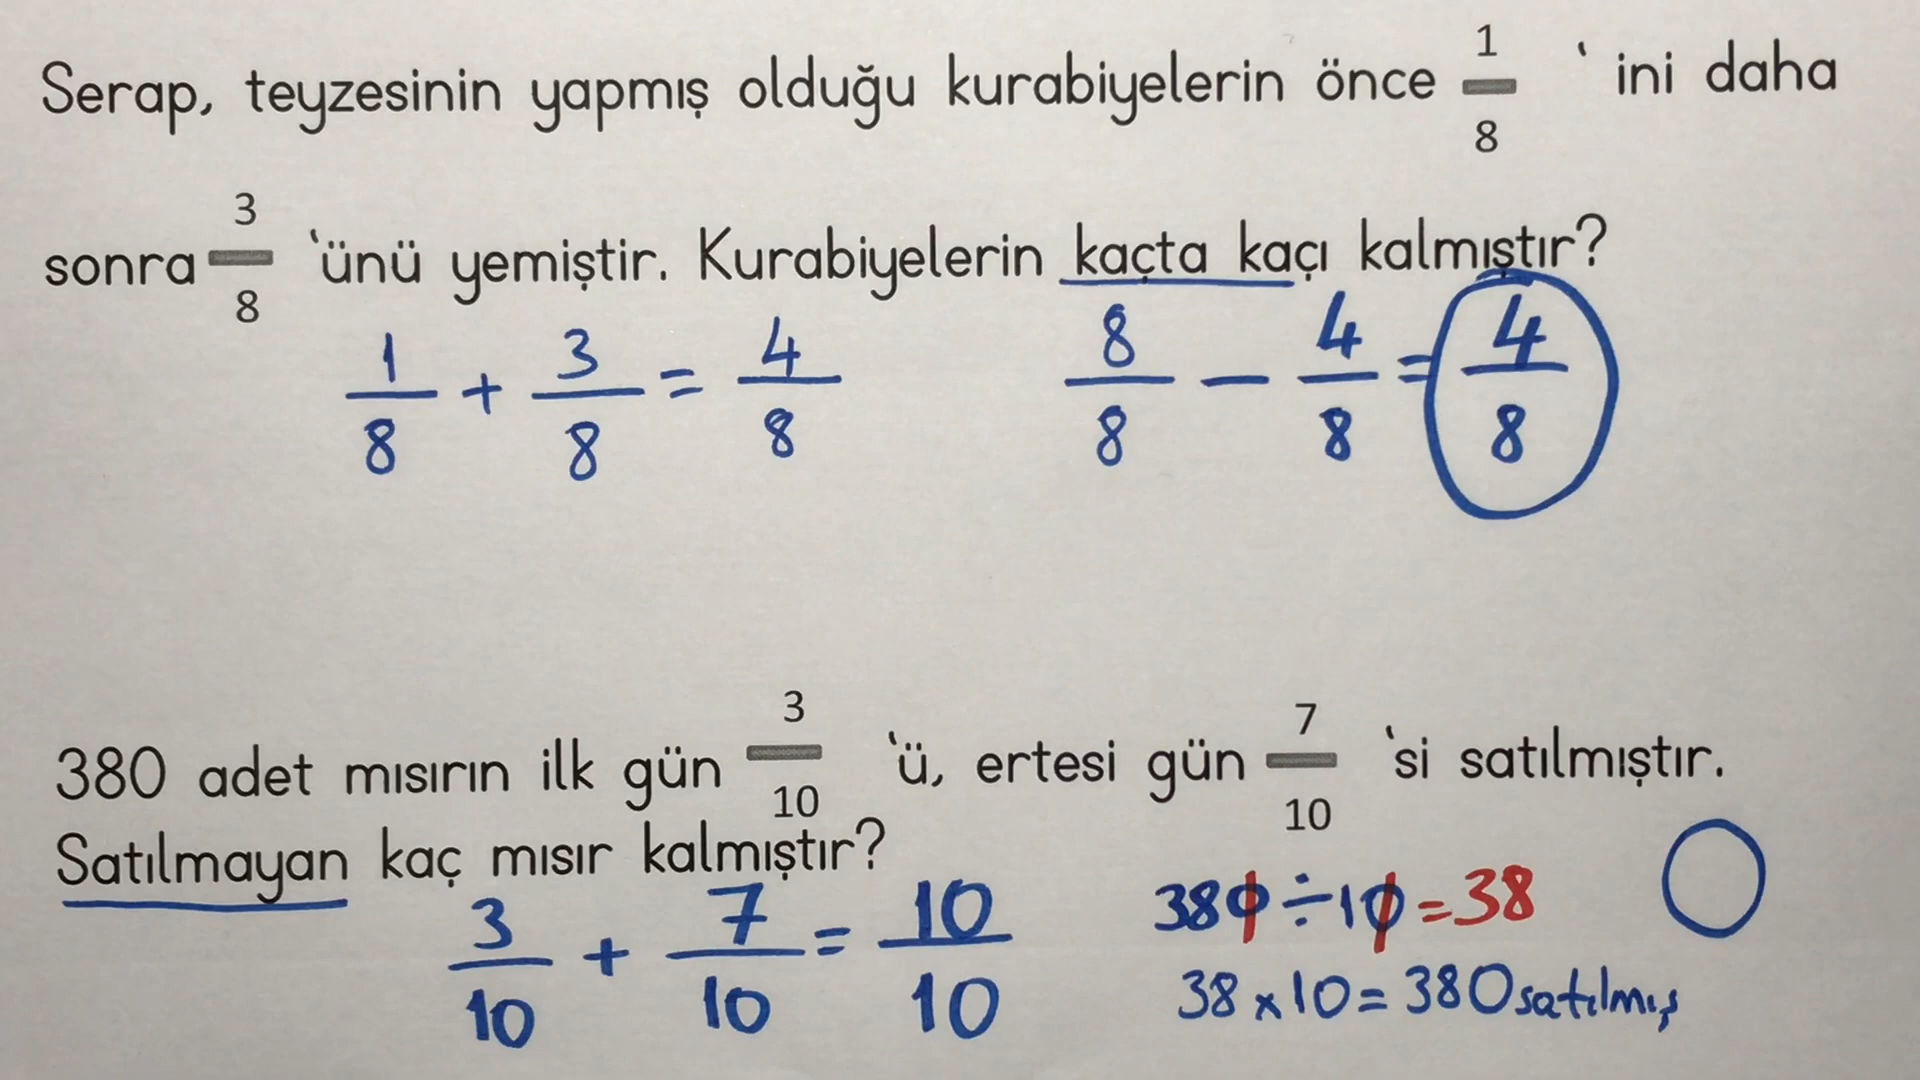 Serap, teyzesinin yapmış olduğu kurabiyelerin önce 1/8 'ini daha
sonra 3/8 'ünü yemiştir. Kurabiyelerin kaçta kaçı kalmıştır?
1/8 + 3/8 = 4/8
8/8 - 4/8 = 4/8
380 adet mısırın ilk gün 3/10 'ü, ertesi gün 7/10 'si satılmıştır.
Satılmayan kaç mısır kalmıştır?
3/10 + 7/10 = 10/10
380 ÷ 10 = 38
38 x 10 = 380 satılmış
0